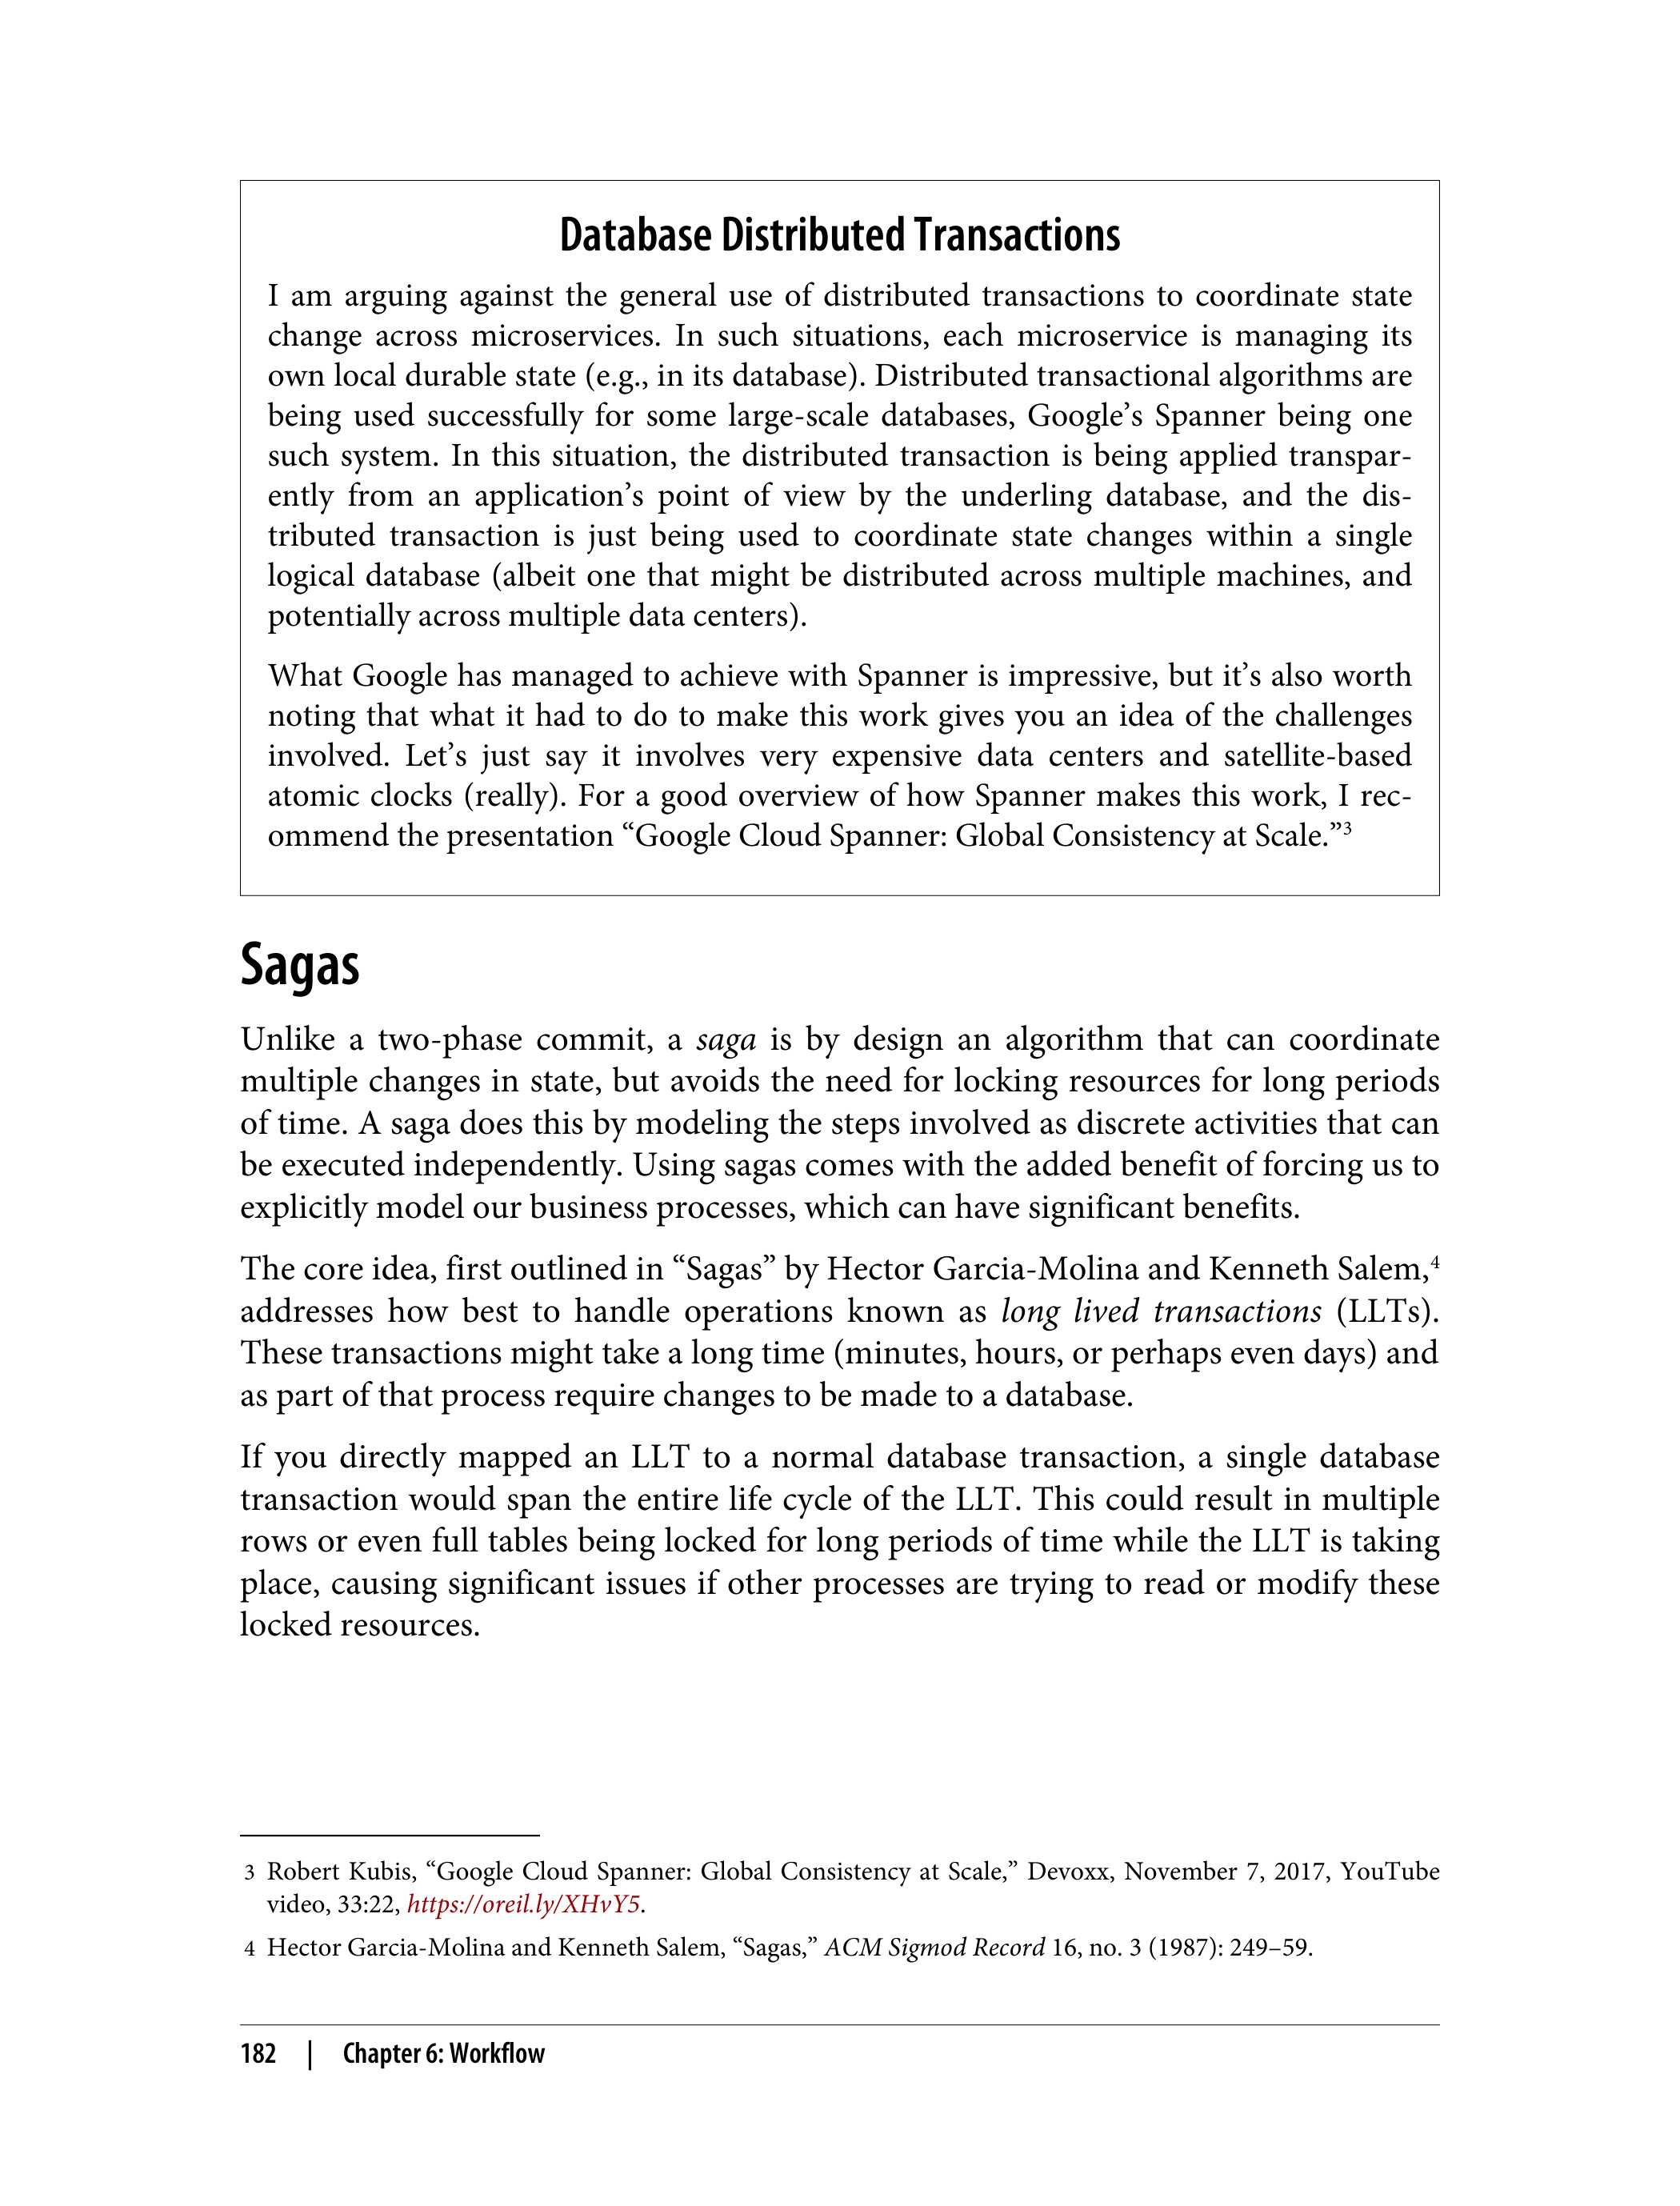 Database Distributed Transactions
I am arguing against the general use of distributed transactions to coordinate state
change across microservices. In such situations, each microservice is managing its
own local durable state (e.g., in its database). Distributed transactional algorithms are
being used successfully for some large-scale databases, Google’s Spanner being one
such system. In this situation, the distributed transaction is being applied transpar-
ently from an application’s point of view by the underling database, and the dis-
tributed transaction is just being used to coordinate state changes within a single
logical database (albeit one that might be distributed across multiple machines, and
potentially across multiple data centers).
What Google has managed to achieve with Spanner is impressive, but it’s also worth
noting that what it had to do to make this work gives you an idea of the challenges
involved. Let’s just say it involves very expensive data centers and satellite-based
atomic clocks (really). For a good overview of how Spanner makes this work, I rec-
ommend the presentation “Google Cloud Spanner: Global Consistency at Scale.”3
Sagas
Unlike a two-phase commit, a saga is by design an algorithm that can coordinate
multiple changes in state, but avoids the need for locking resources for long periods
of time. A saga does this by modeling the steps involved as discrete activities that can
be executed independently. Using sagas comes with the added benefit of forcing us to
explicitly model our business processes, which can have significant benefits.
The core idea, first outlined in “Sagas” by Hector Garcia-Molina and Kenneth Salem,4
addresses how best to handle operations known as long lived transactions (LLTs).
These transactions might take a long time (minutes, hours, or perhaps even days) and
as part of that process require changes to be made to a database.
If you directly mapped an LLT to a normal database transaction, a single database
transaction would span the entire life cycle of the LLT. This could result in multiple
rows or even full tables being locked for long periods of time while the LLT is taking
place, causing significant issues if other processes are trying to read or modify these
locked resources.
3 Robert Kubis, “Google Cloud Spanner: Global Consistency at Scale,” Devoxx, November 7, 2017, YouTube
video, 33:22, https://oreil.ly/XHvY5.
4 Hector Garcia-Molina and Kenneth Salem, “Sagas,” ACM Sigmod Record 16, no. 3 (1987): 249–59.
182 | Chapter 6: Workflow